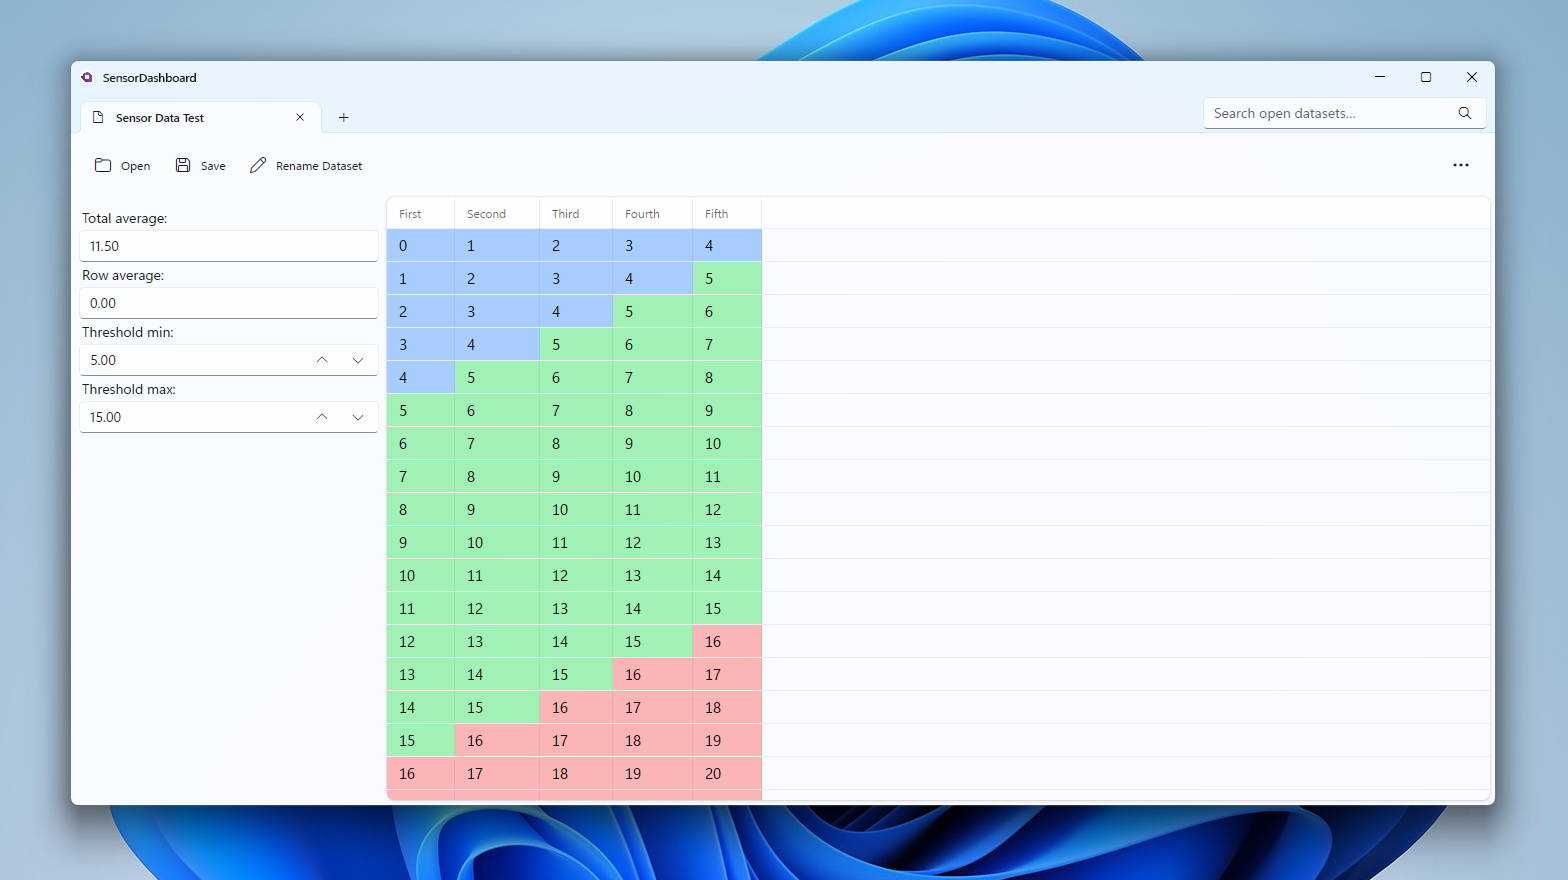 SensorDashboard
Sensor Data Test
Search open datasets...
Open Save Rename Dataset
Total average:
11.50
Row average:
0.00
Threshold min:
5.00
Threshold max:
15.00
First Second Third Fourth Fifth
0 1 2 3 4
1 2 3 4 5
2 3 4 5 6
3 4 5 6 7
4 5 6 7 8
5 6 7 8 9
6 7 8 9 10
7 8 9 10 11
8 9 10 11 12
9 10 11 12 13
10 11 12 13 14
11 12 13 14 15
12 13 14 15 16
13 14 15 16 17
14 15 16 17 18
15 16 17 18 19
16 17 18 19 20